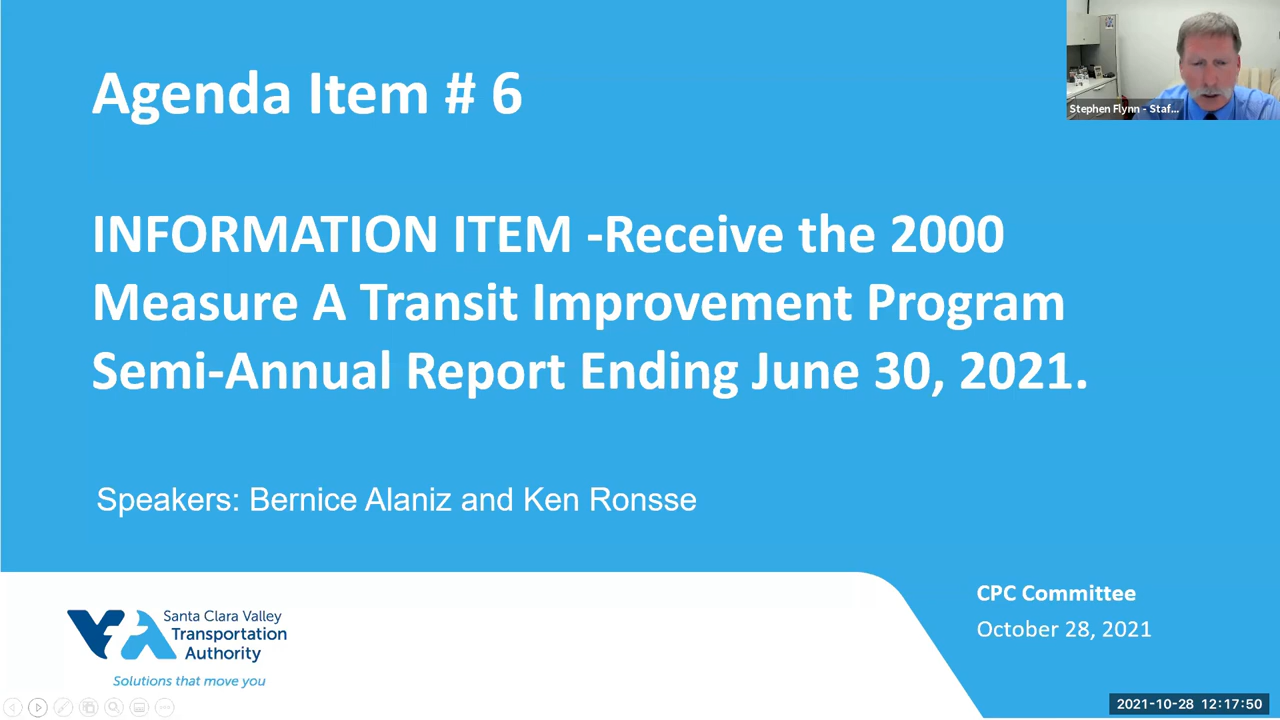 Agenda Item # 6
Stephen Flynn - Staf...
INFORMATION ITEM -Receive the 2000
Measure A Transit Improvement Program
Semi-Annual Report Ending June 30, 2021.
Speakers: Bernice Alaniz and Ken Ronsse
CPC Committee
October 28, 2021
VTA
Santa Clara Valley
Transportation
Authority
Solutions that move you
2021-10-28 12:17:50